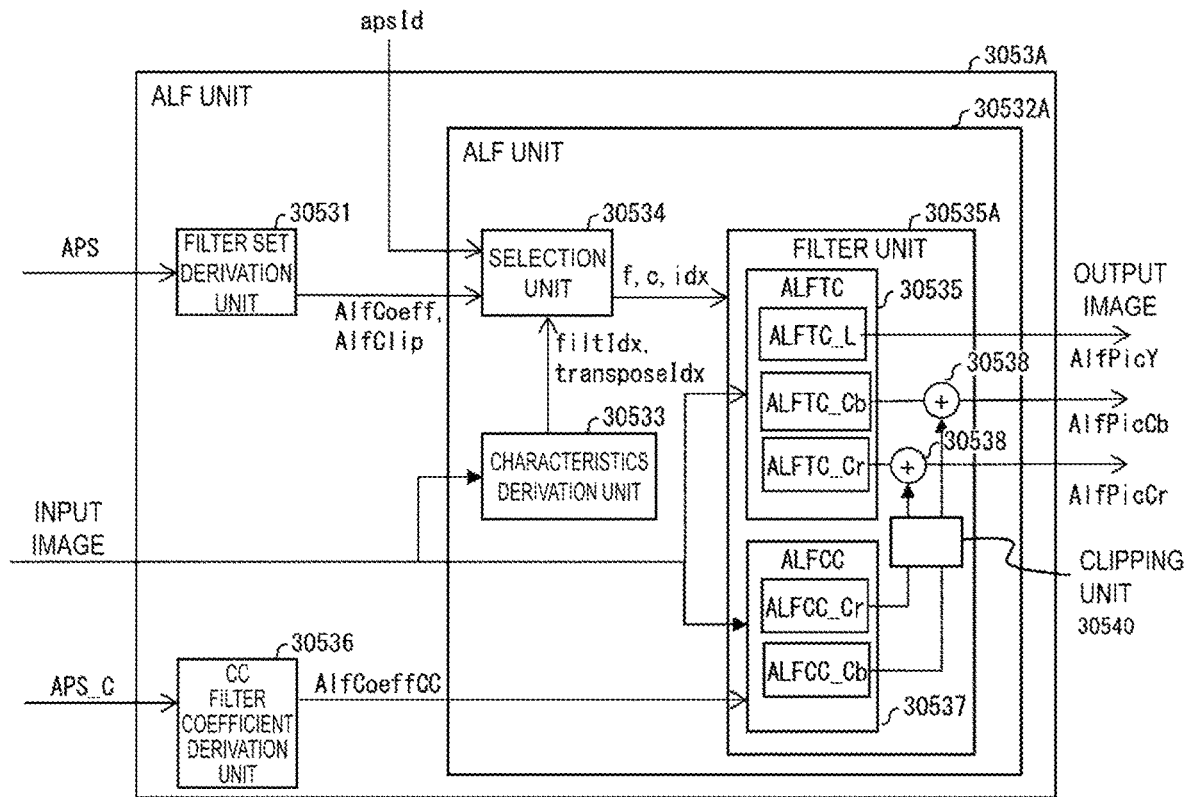 apsId
3053A
ALF UNIT
30532A
ALF UNIT
30531
30534
30535A
APS
FILTER SET
DERIVATION
UNIT
SELECTION
UNIT
f,c,idx
FILTER UNIT
ALFTC
30535
OUTPUT
IMAGE
AlfCoeff,
AlfClip
ALFTC_L
AlfPicY
filtIdx,
transposeIdx
30538
ALFTC_Cb
+
AlfPicCb
30533
30538
CHARACTERISTICS
DERIVATION UNIT
ALFTC_Cr
+
AlfPicCr
INPUT
IMAGE
ALFCC
CLIPPING
UNIT
30540
ALFCC_Cr
30536
APS_C
CC
FILTER
COEFFICIENT
DERIVATION
UNIT
AlfCoeffCC
ALFCC_Cb
30537